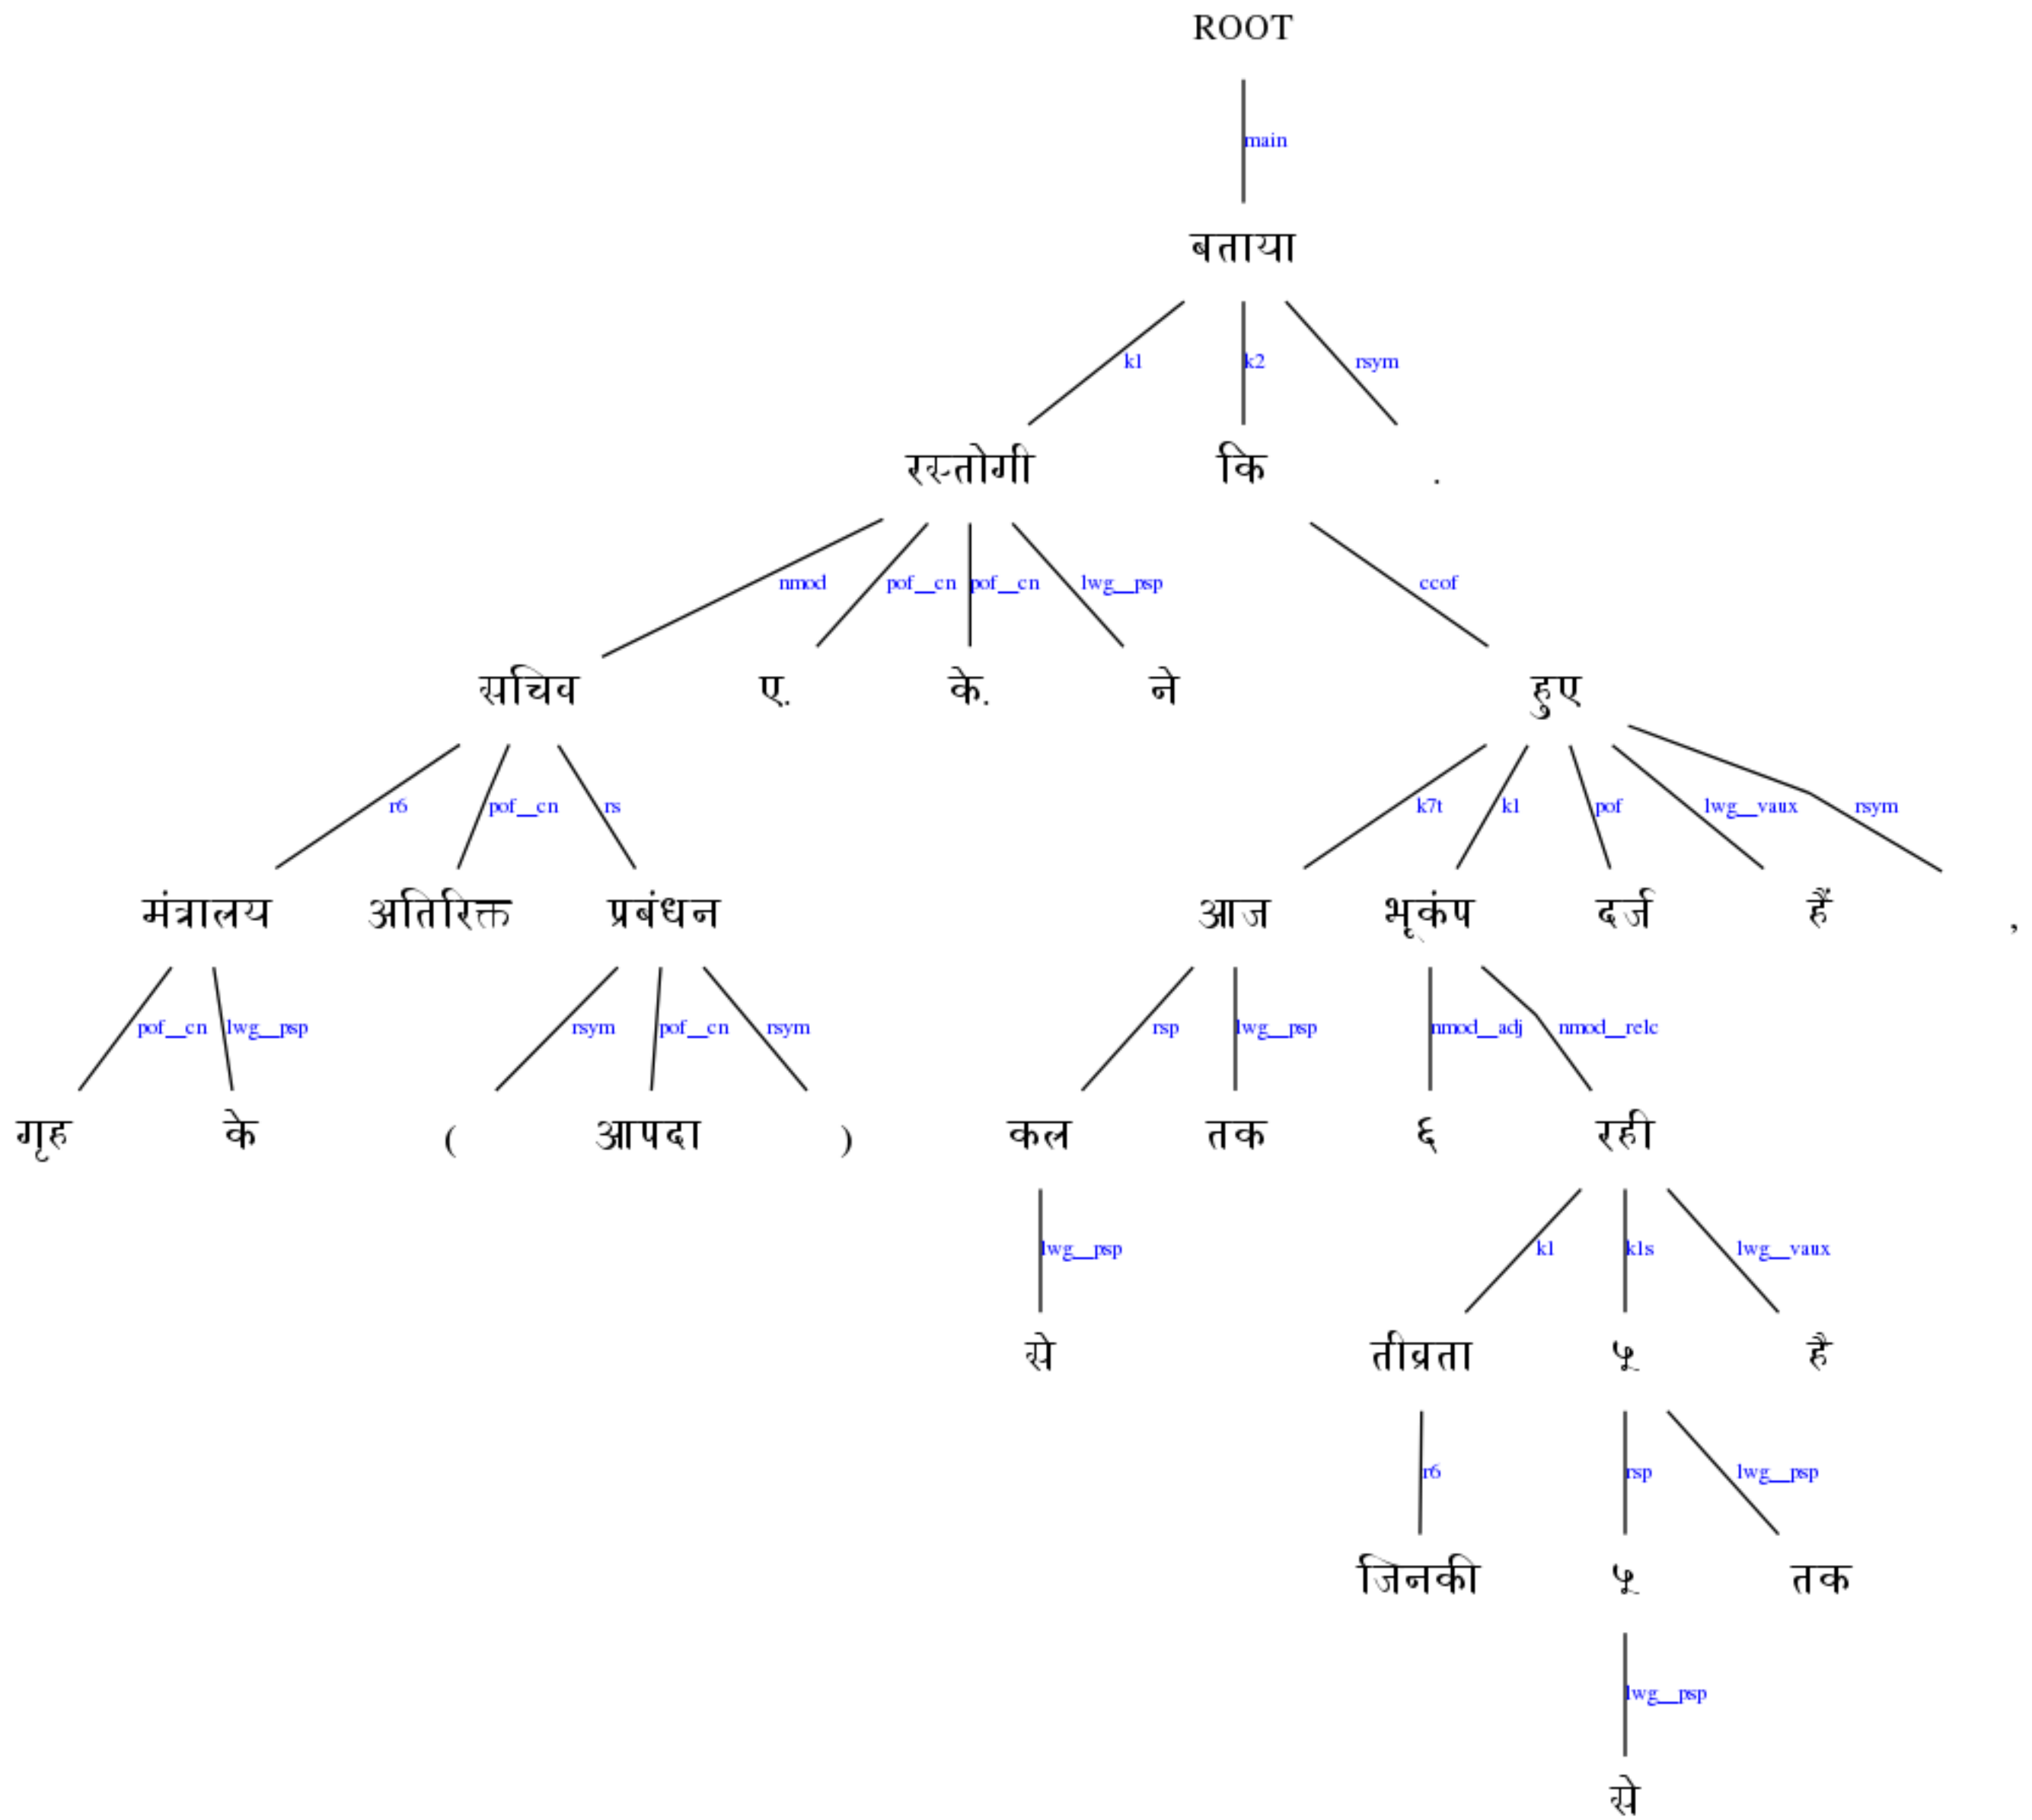 ROOT
main
बताया
k1 k2 rsym
रस्तोगी कि .
nmod pof__cn pof__cn lwg__psp ccof
सचिव ए. के. ने हुए
r6 pof__cn rs k7t k1 pof lwg__vaux rsym
मंत्रालय अतिरिक्त प्रबंधन आज भूकंप दर्ज हैं ,
pof__cn lwg__psp rsym pof__cn rsym rsp lwg__psp nmod__adj nmod__relc
गृह के ( आपदा ) कल तक ६ रही
lwg__psp k1 k1s lwg__vaux
से तीव्रता ५ है
r6 rsp lwg__psp
जिनकी ५ तक
lwg__psp
से